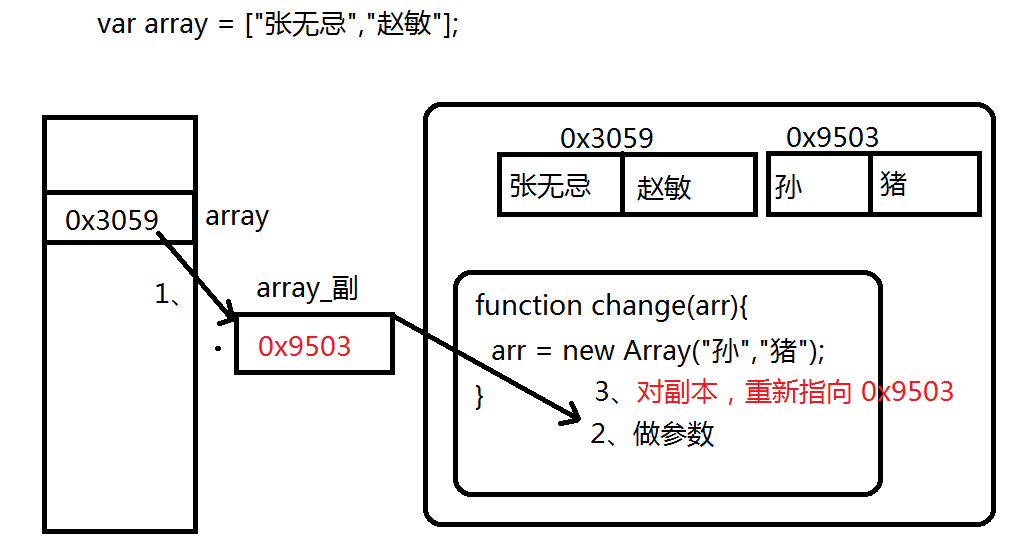 var array = ["张无忌","赵敏"];
0x3059
0x9503
张无忌
赵敏
孙
猪
0x3059
array
1、
array_副
0x9503
function change(arr){
arr = new Array("孙","猪");
}
3、对副本，重新指向 0x9503
2、做参数